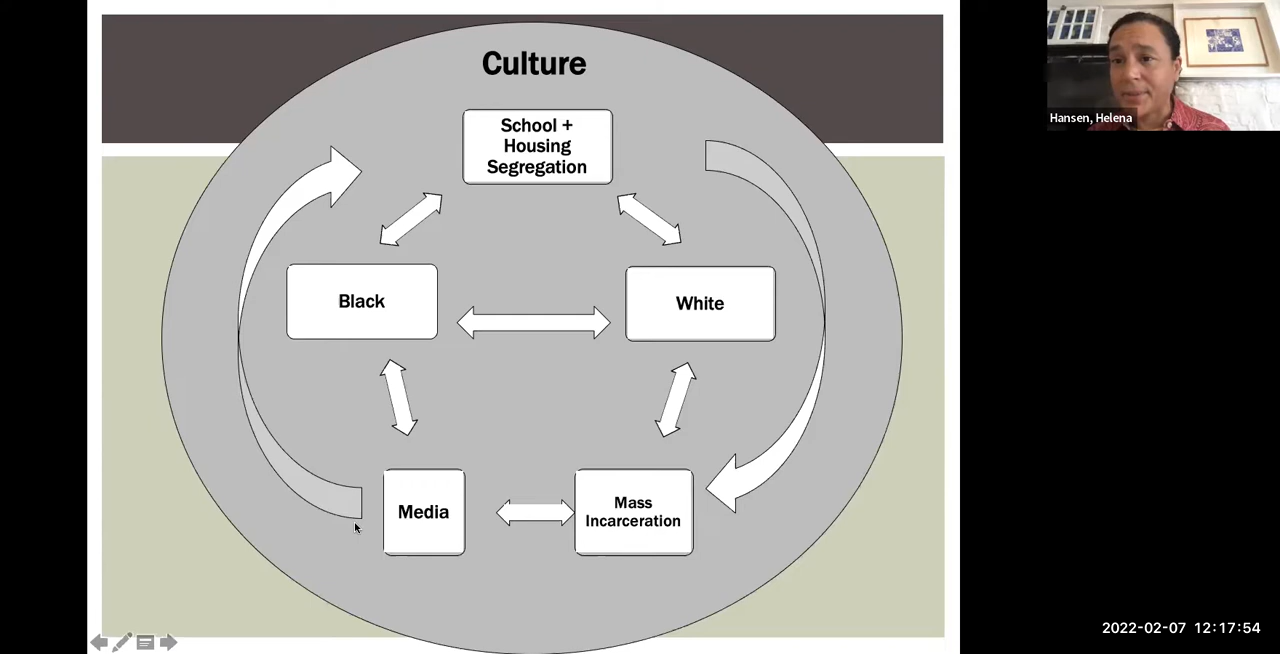 Culture
School +
Housing
Segregation
Black
White
Media
Mass
Incarceration
Hansen, Helena
2022-02-07 12:17:54